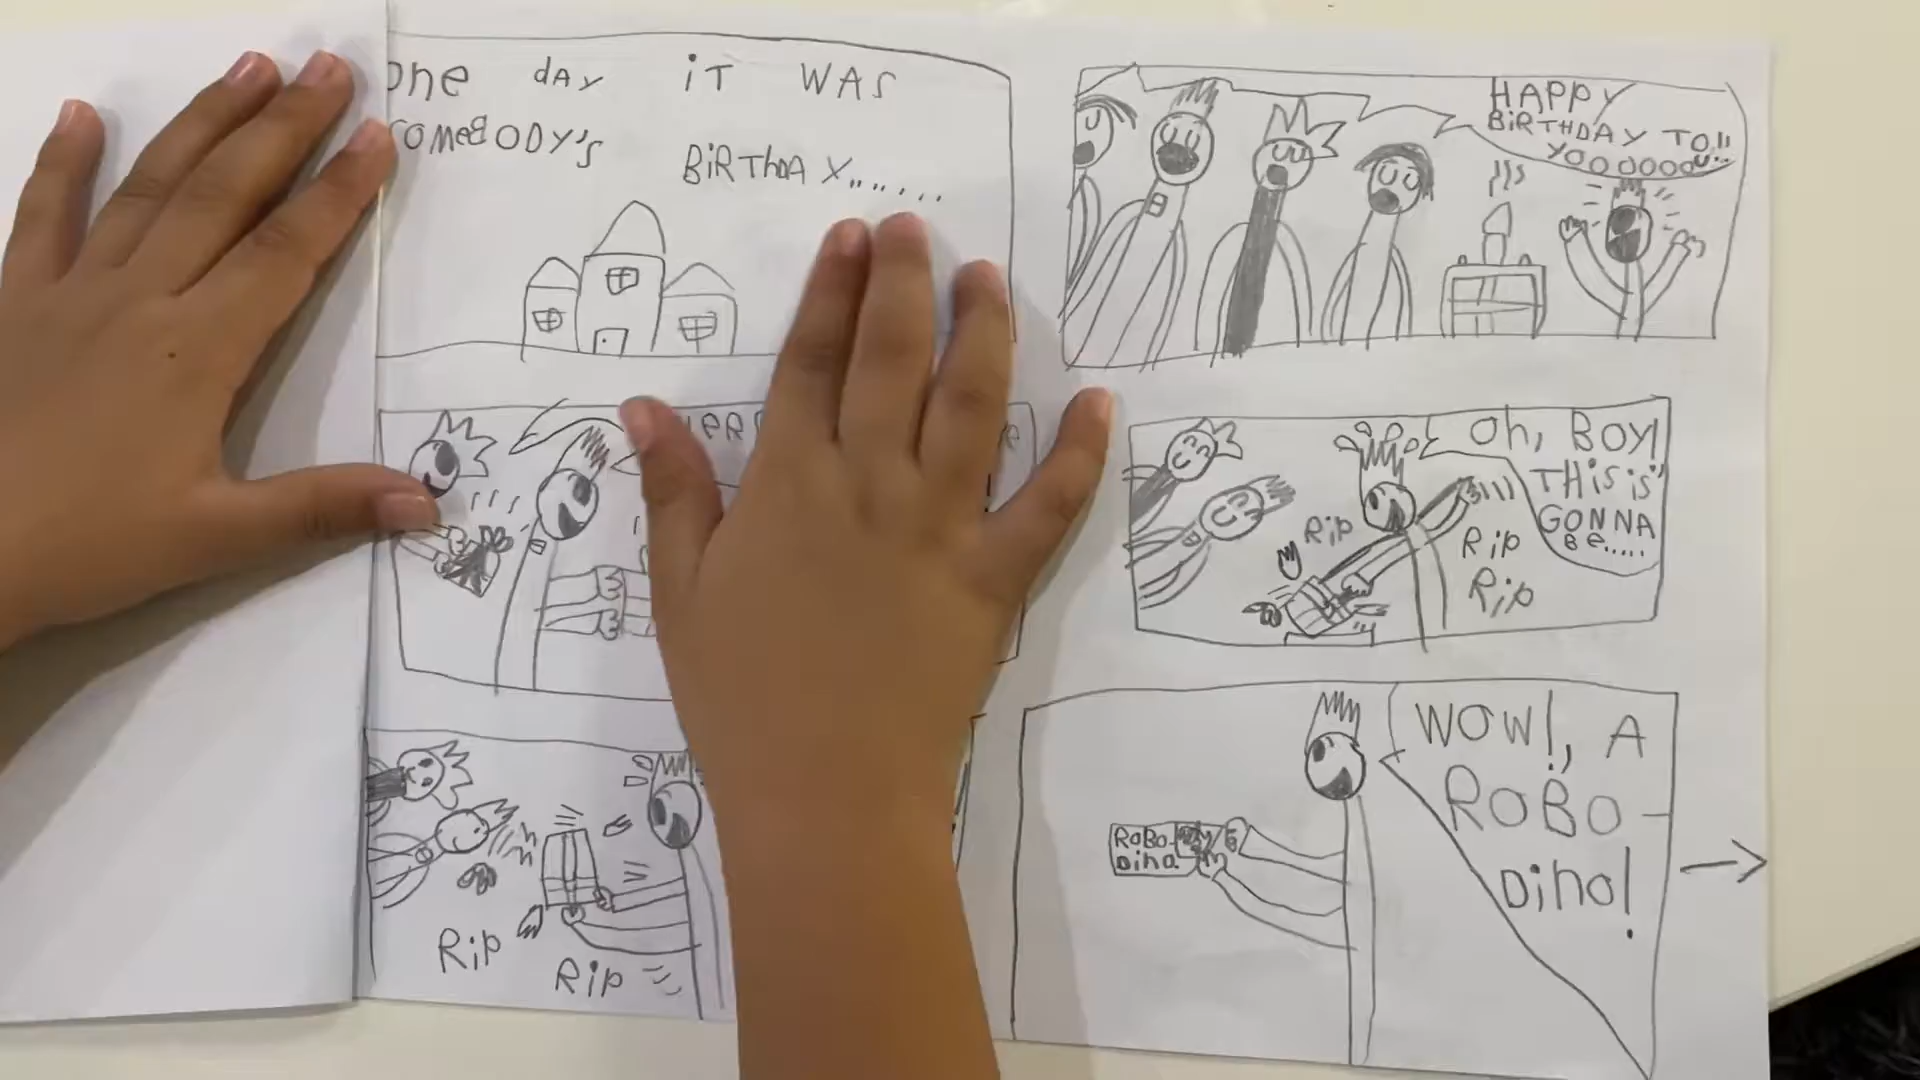 one day iT WAS
SOMEBODY'S BiRThDAY.......
HAPPY
BiRTHDAY TO!!
YOOOOOOU!!
Oh, BOY!
THis is
GONNA
Be.....
Rip
Rip
Rip
Rip
Rip
WOW!, A
ROBO-
Dino!
ROBO-
Dino